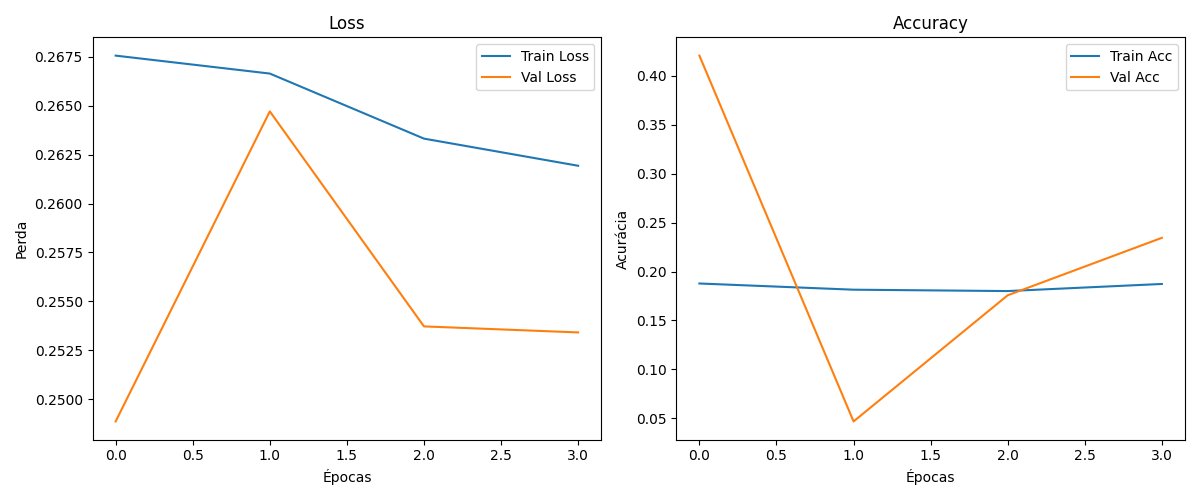 Loss
Train Loss
Val Loss
0.2675
0.2650
0.2625
0.2600
0.2575
0.2550
0.2525
0.2500
Perda
0.0 0.5 1.0 1.5 2.0 2.5 3.0
Épocas
Accuracy
Train Acc
Val Acc
0.40
0.35
0.30
0.25
0.20
0.15
0.10
0.05
Acurácia
0.0 0.5 1.0 1.5 2.0 2.5 3.0
Épocas